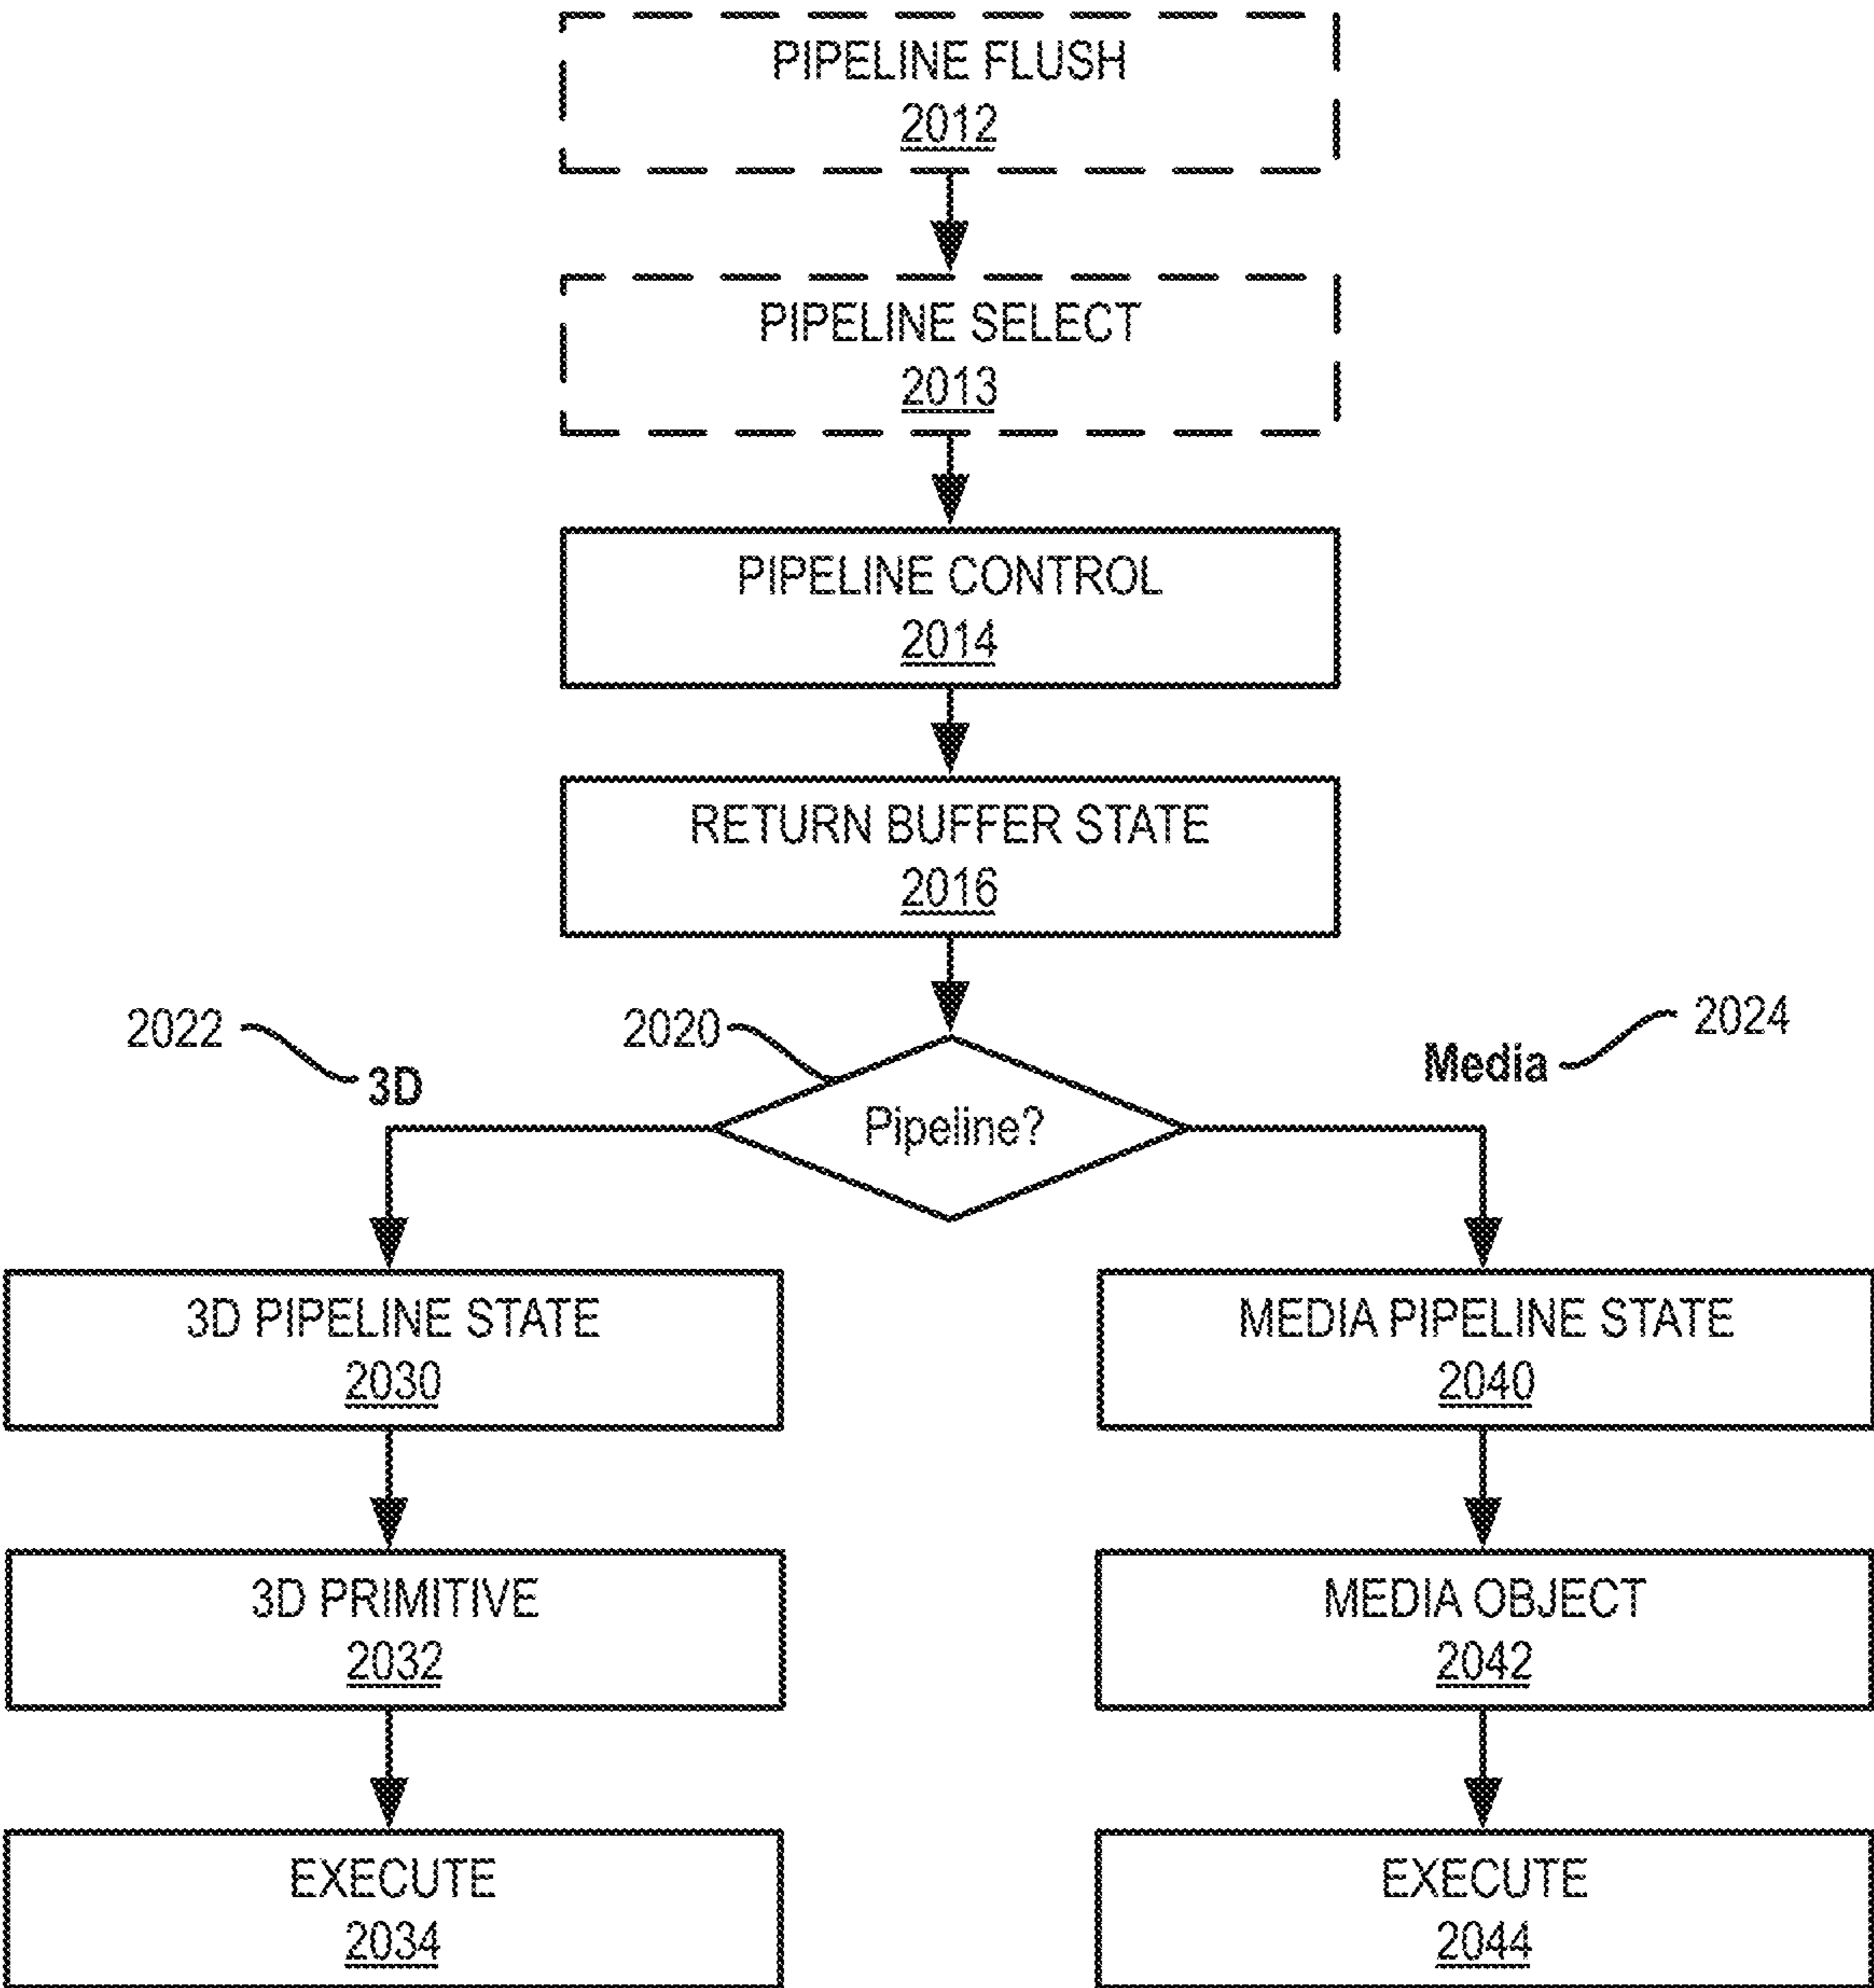 PIPELINE FLUSH
2012
PIPELINE SELECT
2013
PIPELINE CONTROL
2014
RETURN BUFFER STATE
2016
2022
3D
2020
Pipeline?
Media
2024
3D PIPELINE STATE
2030
MEDIA PIPELINE STATE
2040
3D PRIMITIVE
2032
MEDIA OBJECT
2042
EXECUTE
2034
EXECUTE
2044